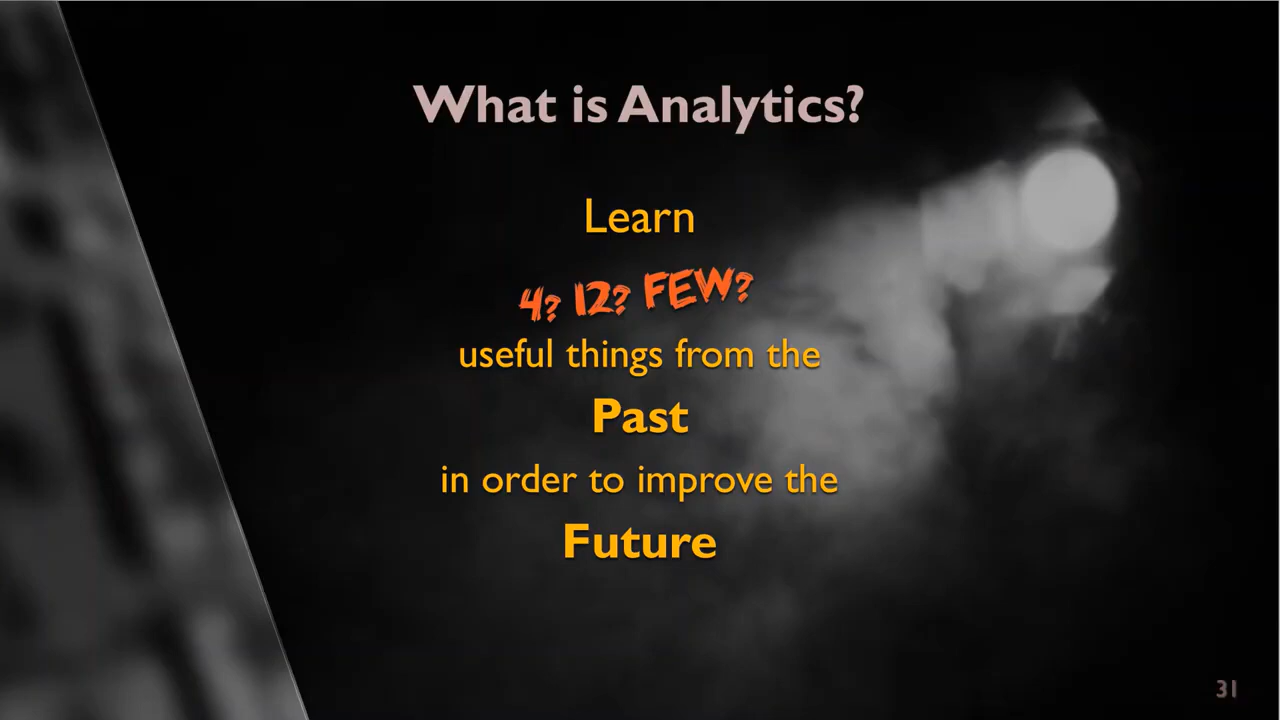 What is Analytics?
Learn
4? 12? FEW?
useful things from the
Past
in order to improve the
Future
31